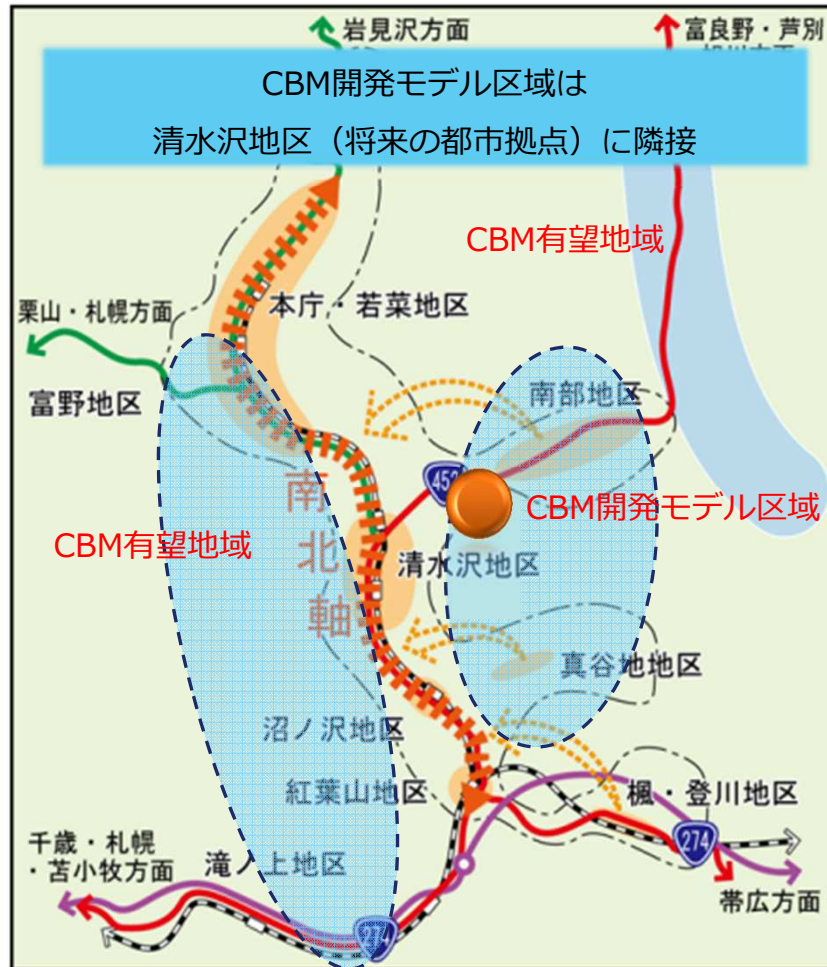 岩見沢方面
富良野・芦別
CBM開発モデル区域は
清水沢地区（将来の都市拠点）に隣接
CBM有望地域
本庁・若菜地区
栗山・札幌方面
富野地区
南部地区
452
CBM開発モデル区域
南北軸
CBM有望地域
清水沢地区
真谷地地区
沼ノ沢地区
紅葉山地区
楓・登川地区
274
千歳・札幌
・苫小牧方面
滝ノ上地区
274
帯広方面